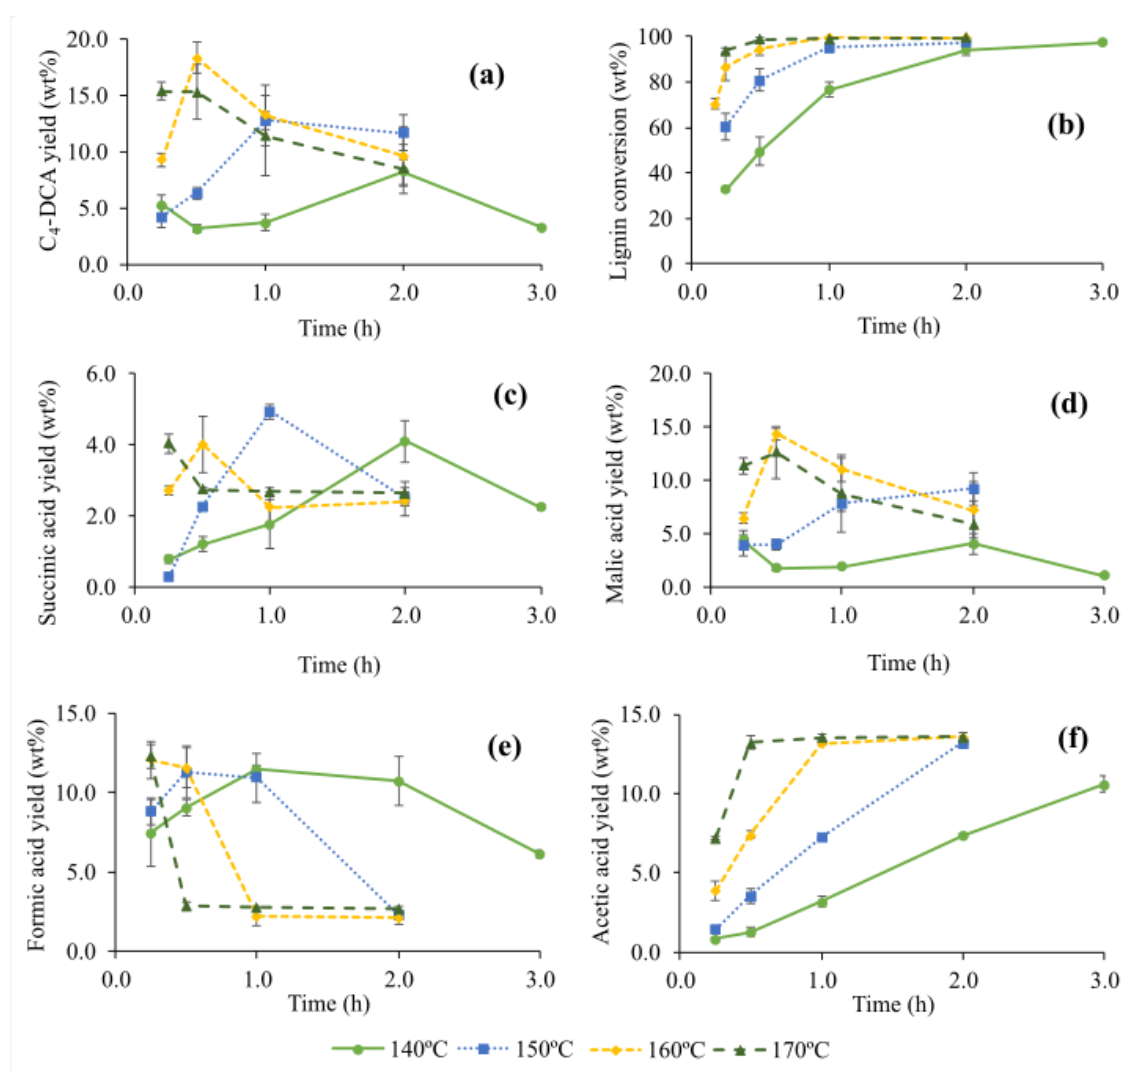 20.0
15.0
10.0
5.0
0.0
C₄-DCA yield (wt%)
(a)
0.0 1.0 2.0 3.0
Time (h)
100
80
60
40
20
0
Lignin conversion (wt%)
(b)
0.0 1.0 2.0 3.0
Time (h)
6.0
4.0
2.0
0.0
Succinic acid yield (wt%)
(c)
0.0 1.0 2.0 3.0
Time (h)
20.0
15.0
10.0
5.0
0.0
Malic acid yield (wt%)
(d)
0.0 1.0 2.0 3.0
Time (h)
15.0
10.0
5.0
0.0
Formic acid yield (wt%)
(e)
0.0 1.0 2.0 3.0
Time (h)
15.0
10.0
5.0
0.0
Acetic acid yield (wt%)
(f)
0.0 1.0 2.0 3.0
Time (h)
140ºC 150ºC 160ºC 170ºC